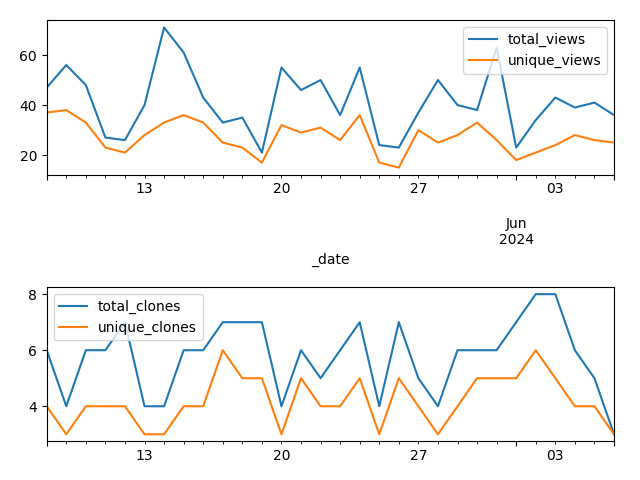 60
40
20
total_views
unique_views
13
20
27
03
Jun
2024
_date
8
6
4
total_clones
unique_clones
13
20
27
03